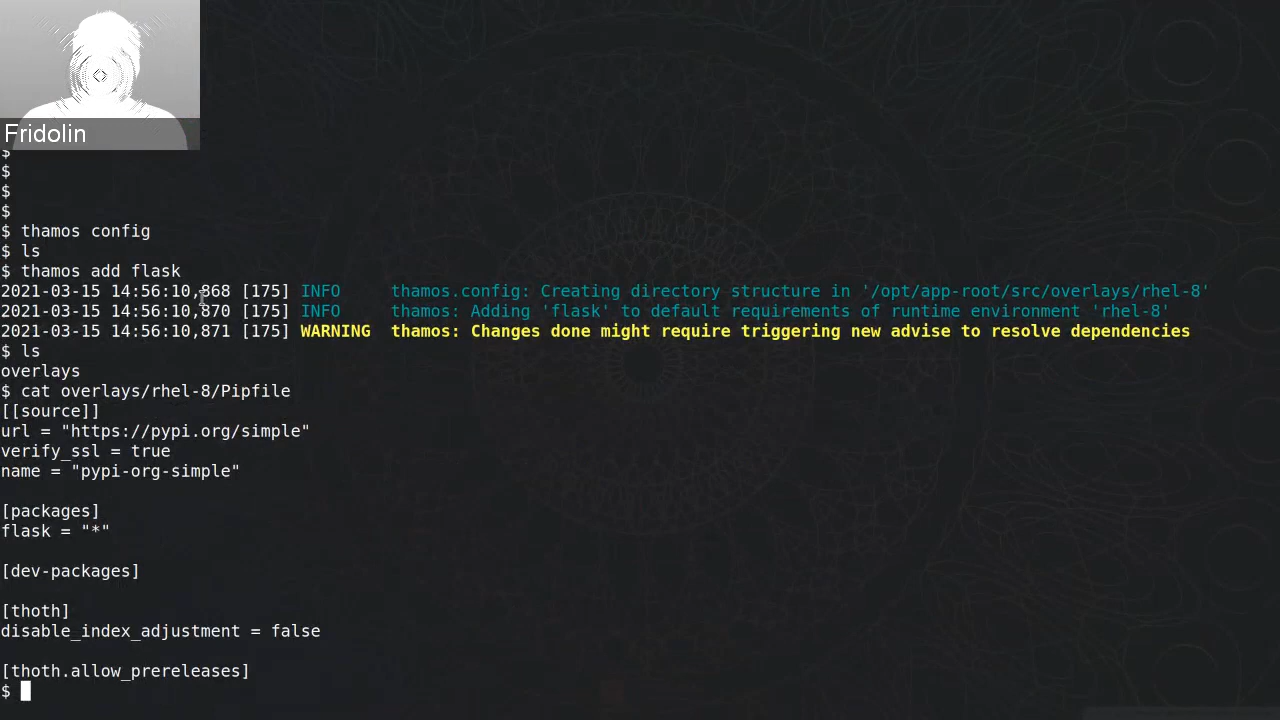 Fridolin
$
$
$
$
$ thamos config
$ ls
$ thamos add flask
2021-03-15 14:56:10,868 [175] INFO     thamos.config: Creating directory structure in '/opt/app-root/src/overlays/rhel-8'
2021-03-15 14:56:10,870 [175] INFO     thamos: Adding 'flask' to default requirements of runtime environment 'rhel-8'
2021-03-15 14:56:10,871 [175] WARNING  thamos: Changes done might require triggering new advise to resolve dependencies
$ ls
overlays
$ cat overlays/rhel-8/Pipfile
[[source]]
url = "https://pypi.org/simple"
verify_ssl = true
name = "pypi-org-simple"
[packages]
flask = "*"
[dev-packages]
[thoth]
disable_index_adjustment = false
[thoth.allow_prereleases]
$